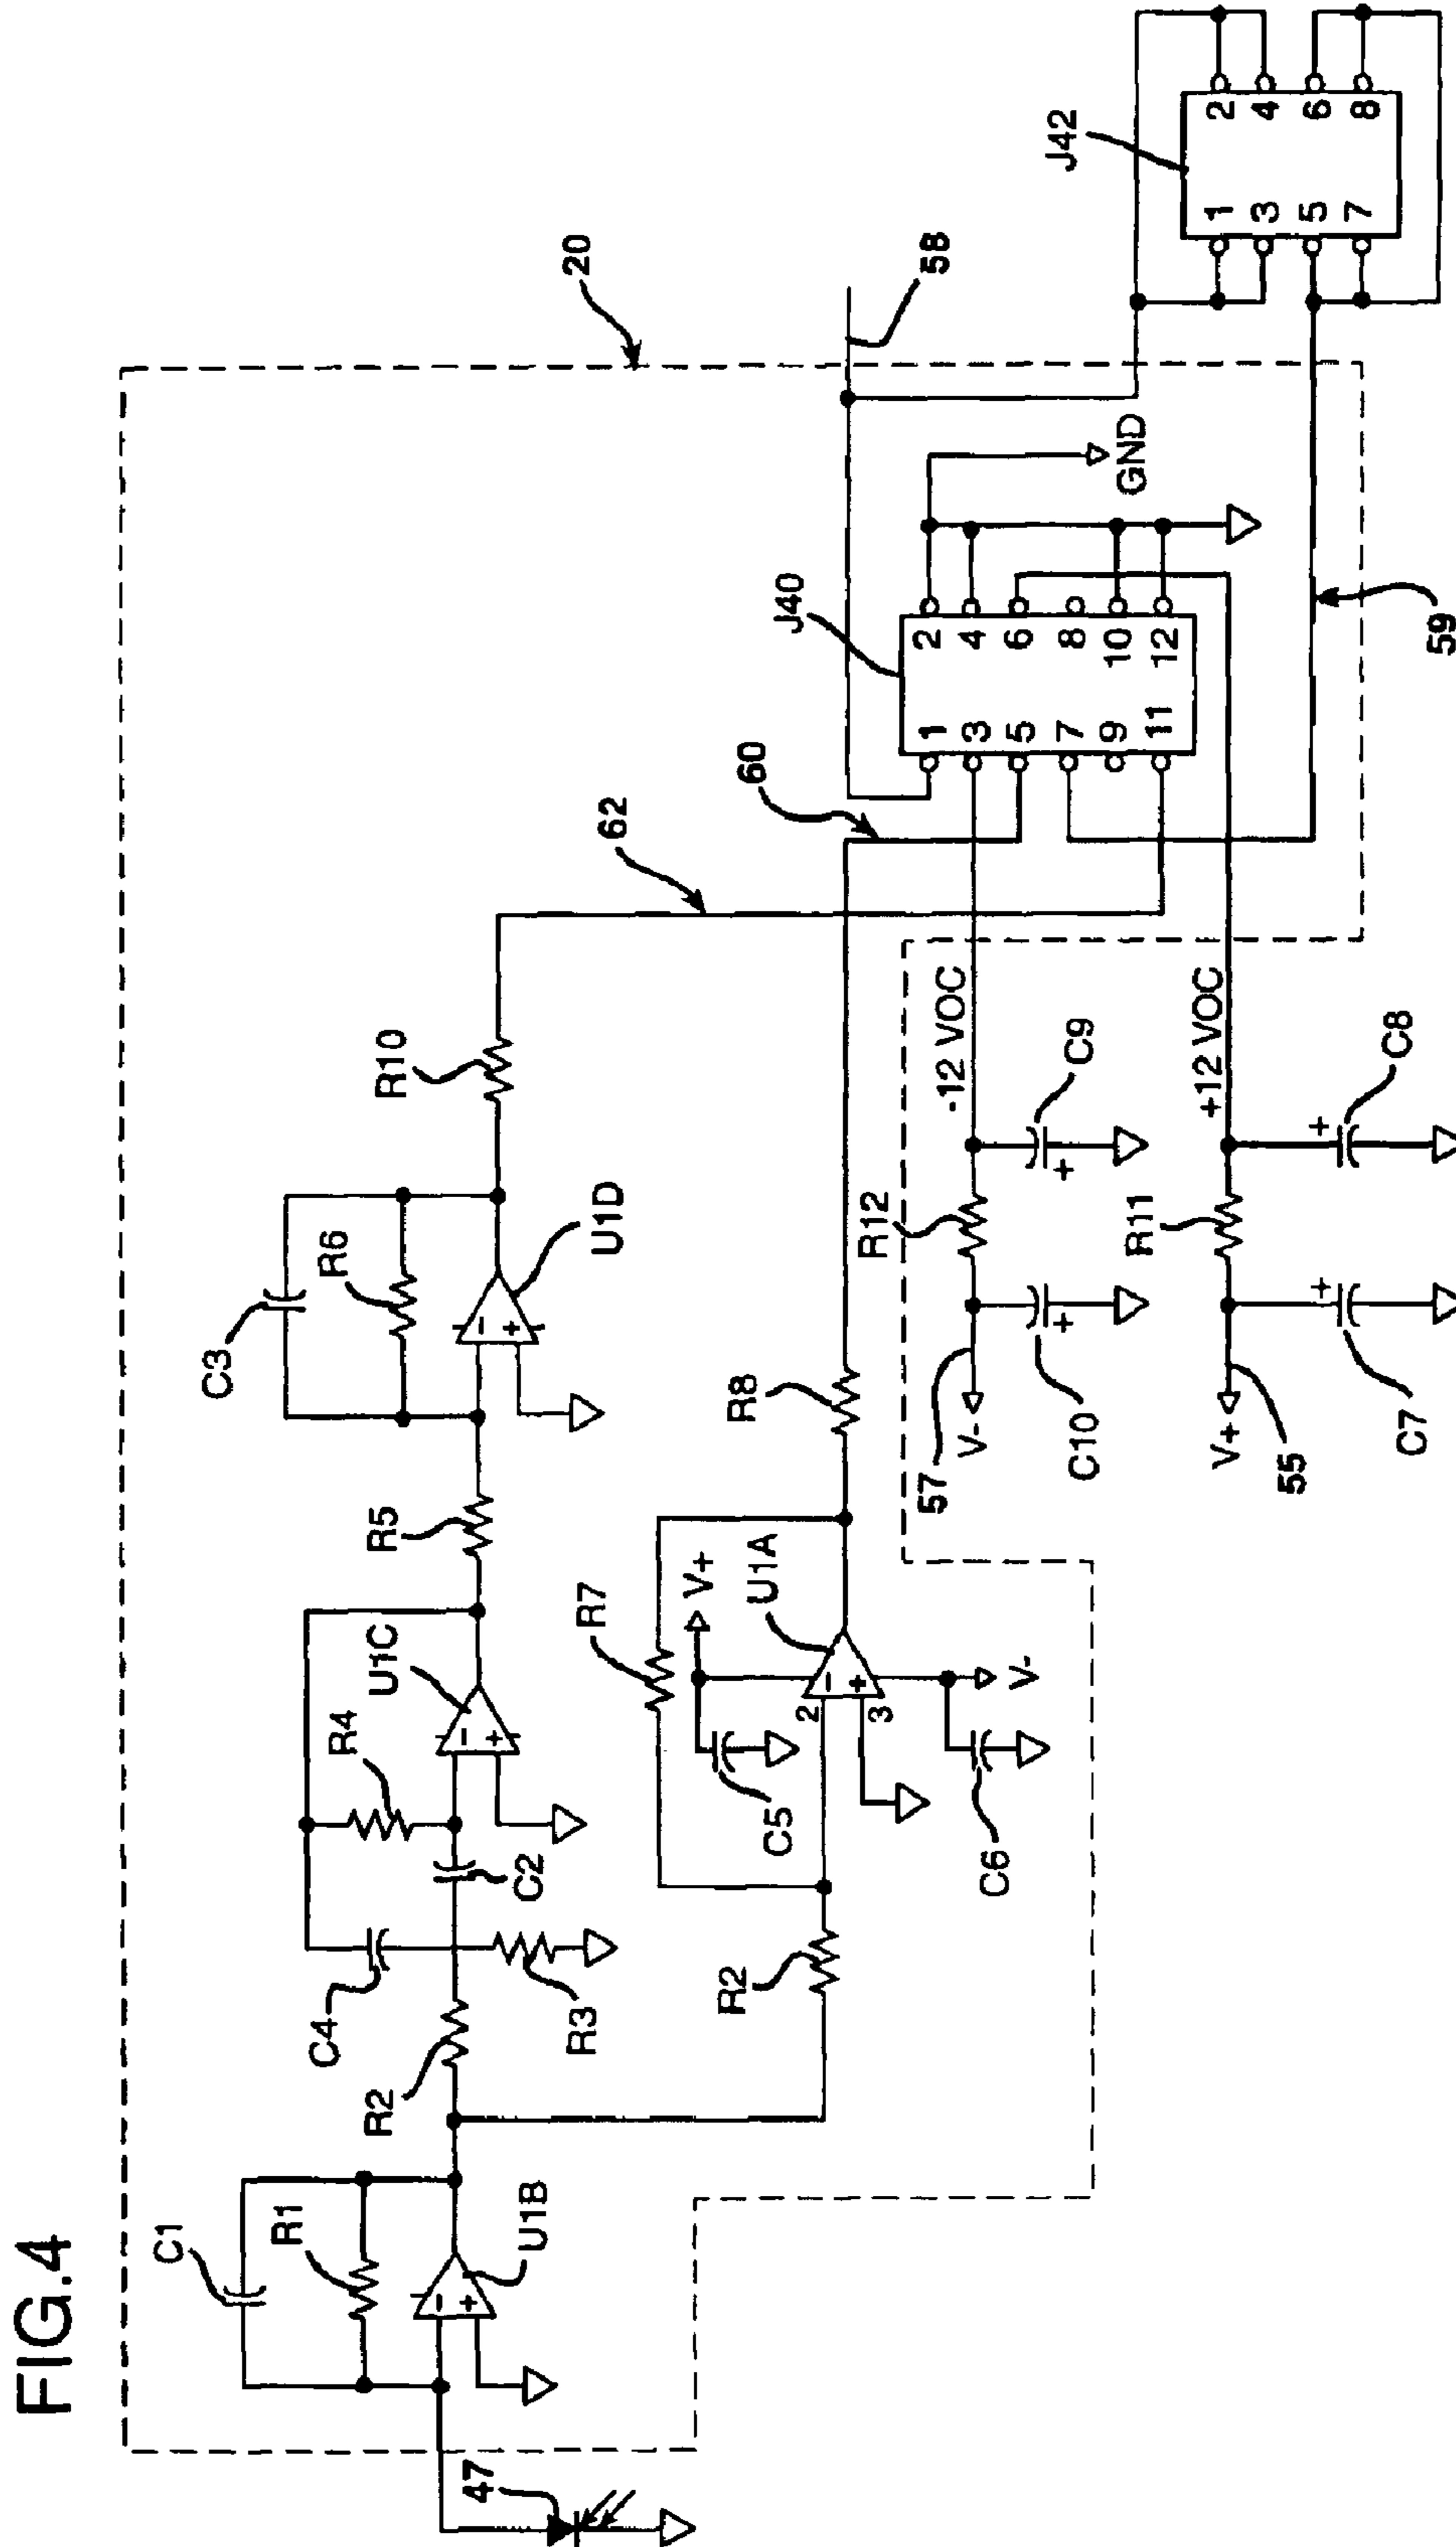 FIG.4
20
C1
R1
U1B
47
C4
R2
R3
C2
R4
U1C
R5
C3
R6
U1D
R10
62
60
R2
R7
C5
V+
U1A
2
3
C6
V-
R8
57
V-
R12
C10
C9
-12 VOC
V+
55
R11
C7
C8
+12 VOC
J40
1 2
3 4
5 6
7 8
9 10
11 12
GND
58
59
J42
1 2
3 4
5 6
7 8
+
-
+
-
+
-
+
-
+
+
+
+